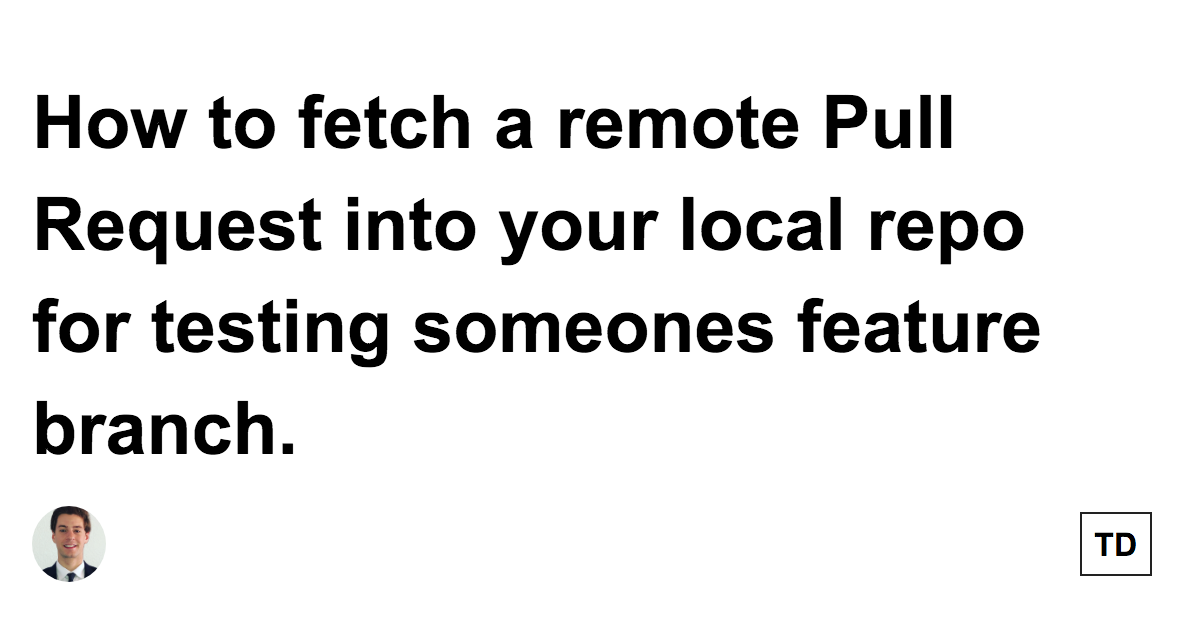 How to fetch a remote Pull
Request into your local repo
for testing someones feature
branch.
TD